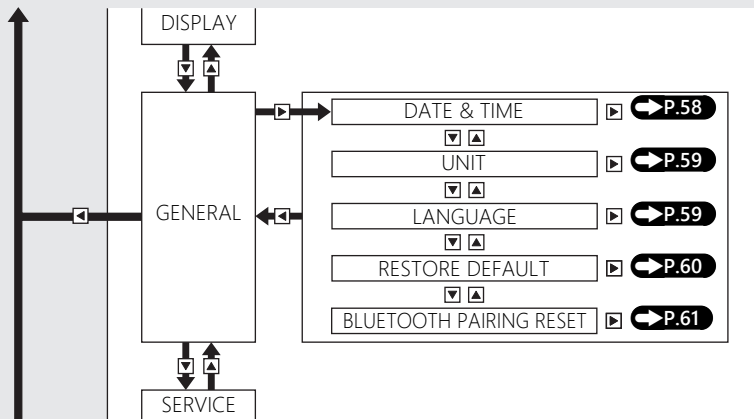 DISPLAY
GENERAL
DATE & TIME P.58
UNIT P.59
LANGUAGE P.59
RESTORE DEFAULT P.60
BLUETOOTH PAIRING RESET P.61
SERVICE